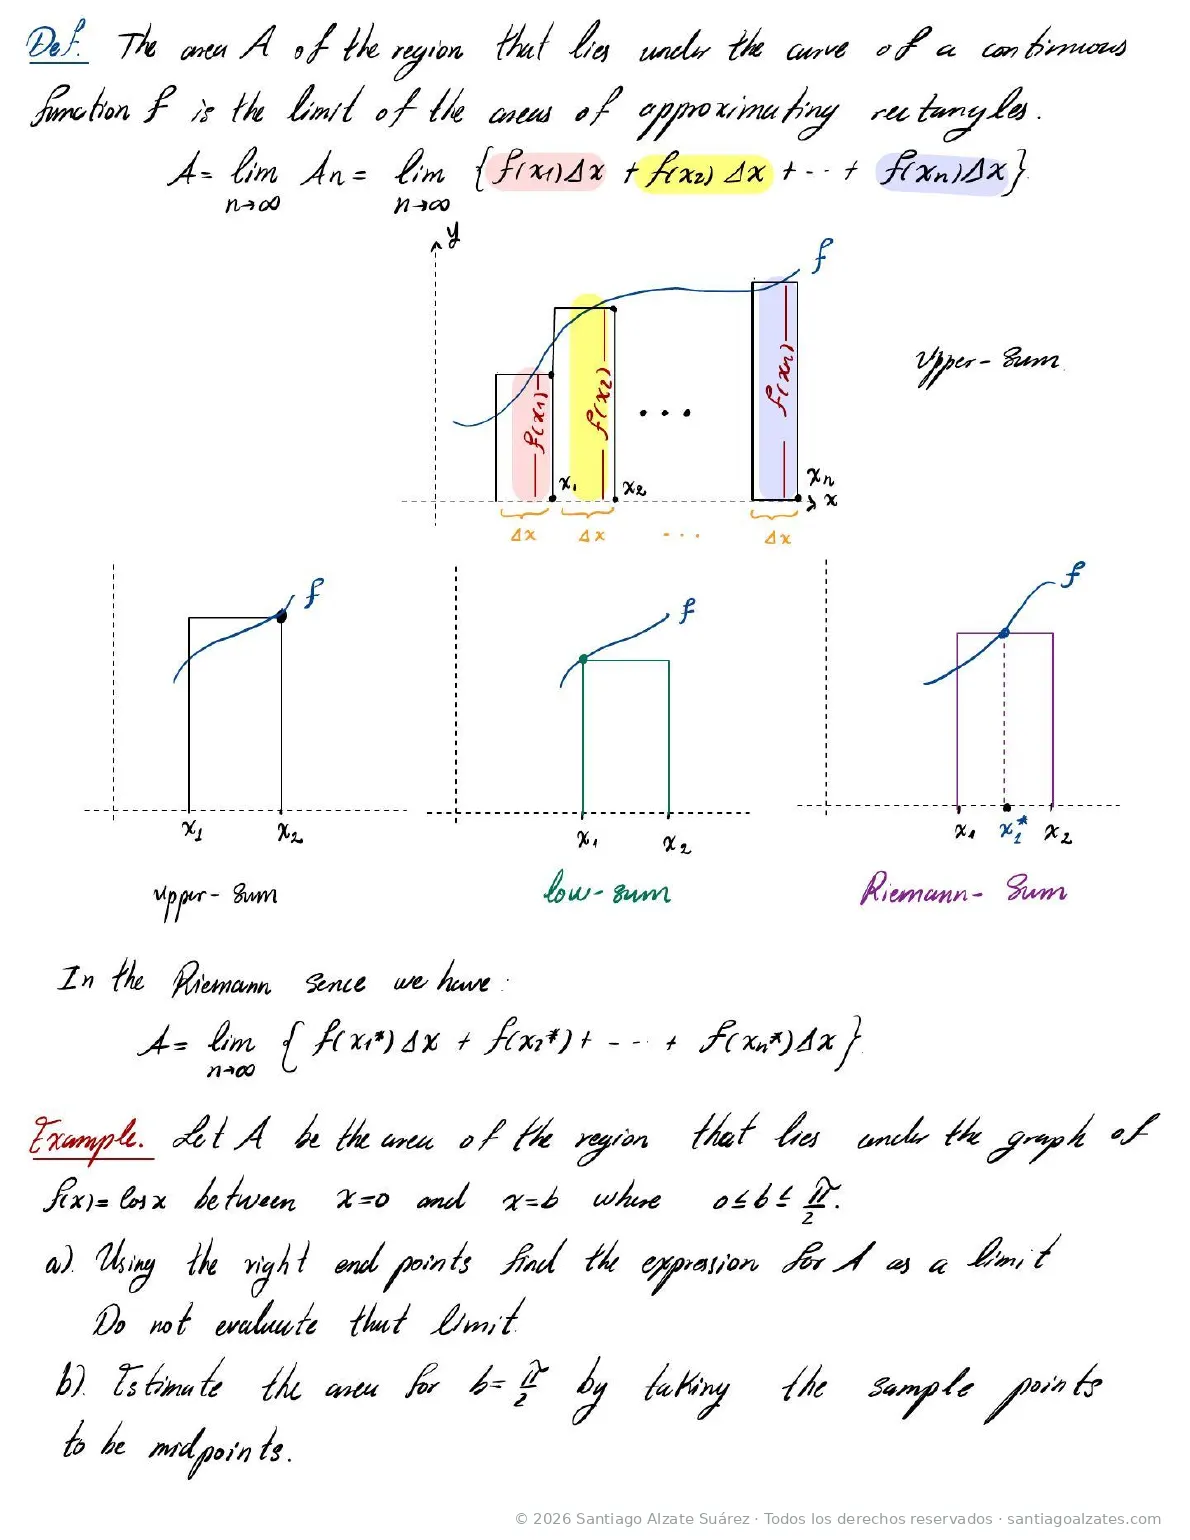 Def. The area A of the region that lies under the curve of a continuous
function f is the limit of the areas of approximating rectangles.
A = lim n→∞ An = lim n→∞ {f(x1)Δx + f(x2)Δx + ... + f(xn)Δx}
y
f
Upper-sum
f(x1) f(x2) ... f(xn)
x1 x2 xn x
Δx Δx ... Δx
f f f
x1 x2 x1 x2 x1 x1* x2
upper-sum low-sum Riemann-Sum
In the Riemann sence we have:
A = lim n→∞ { f(x1*)Δx + f(x2*) + ... + f(xn*)Δx }
Example. Let A be the area of the region that lies under the graph of
f(x) = cosx between x=0 and x=b where 0≤b≤ π/2.
a). Using the right end points find the expression for A as a limit
Do not evaluate that limit.
b). Estimate the area for b= π/2 by taking the sample points
to be midpoints.
© 2026 Santiago Alzate Suárez · Todos los derechos reservados · santiagoalzates.com